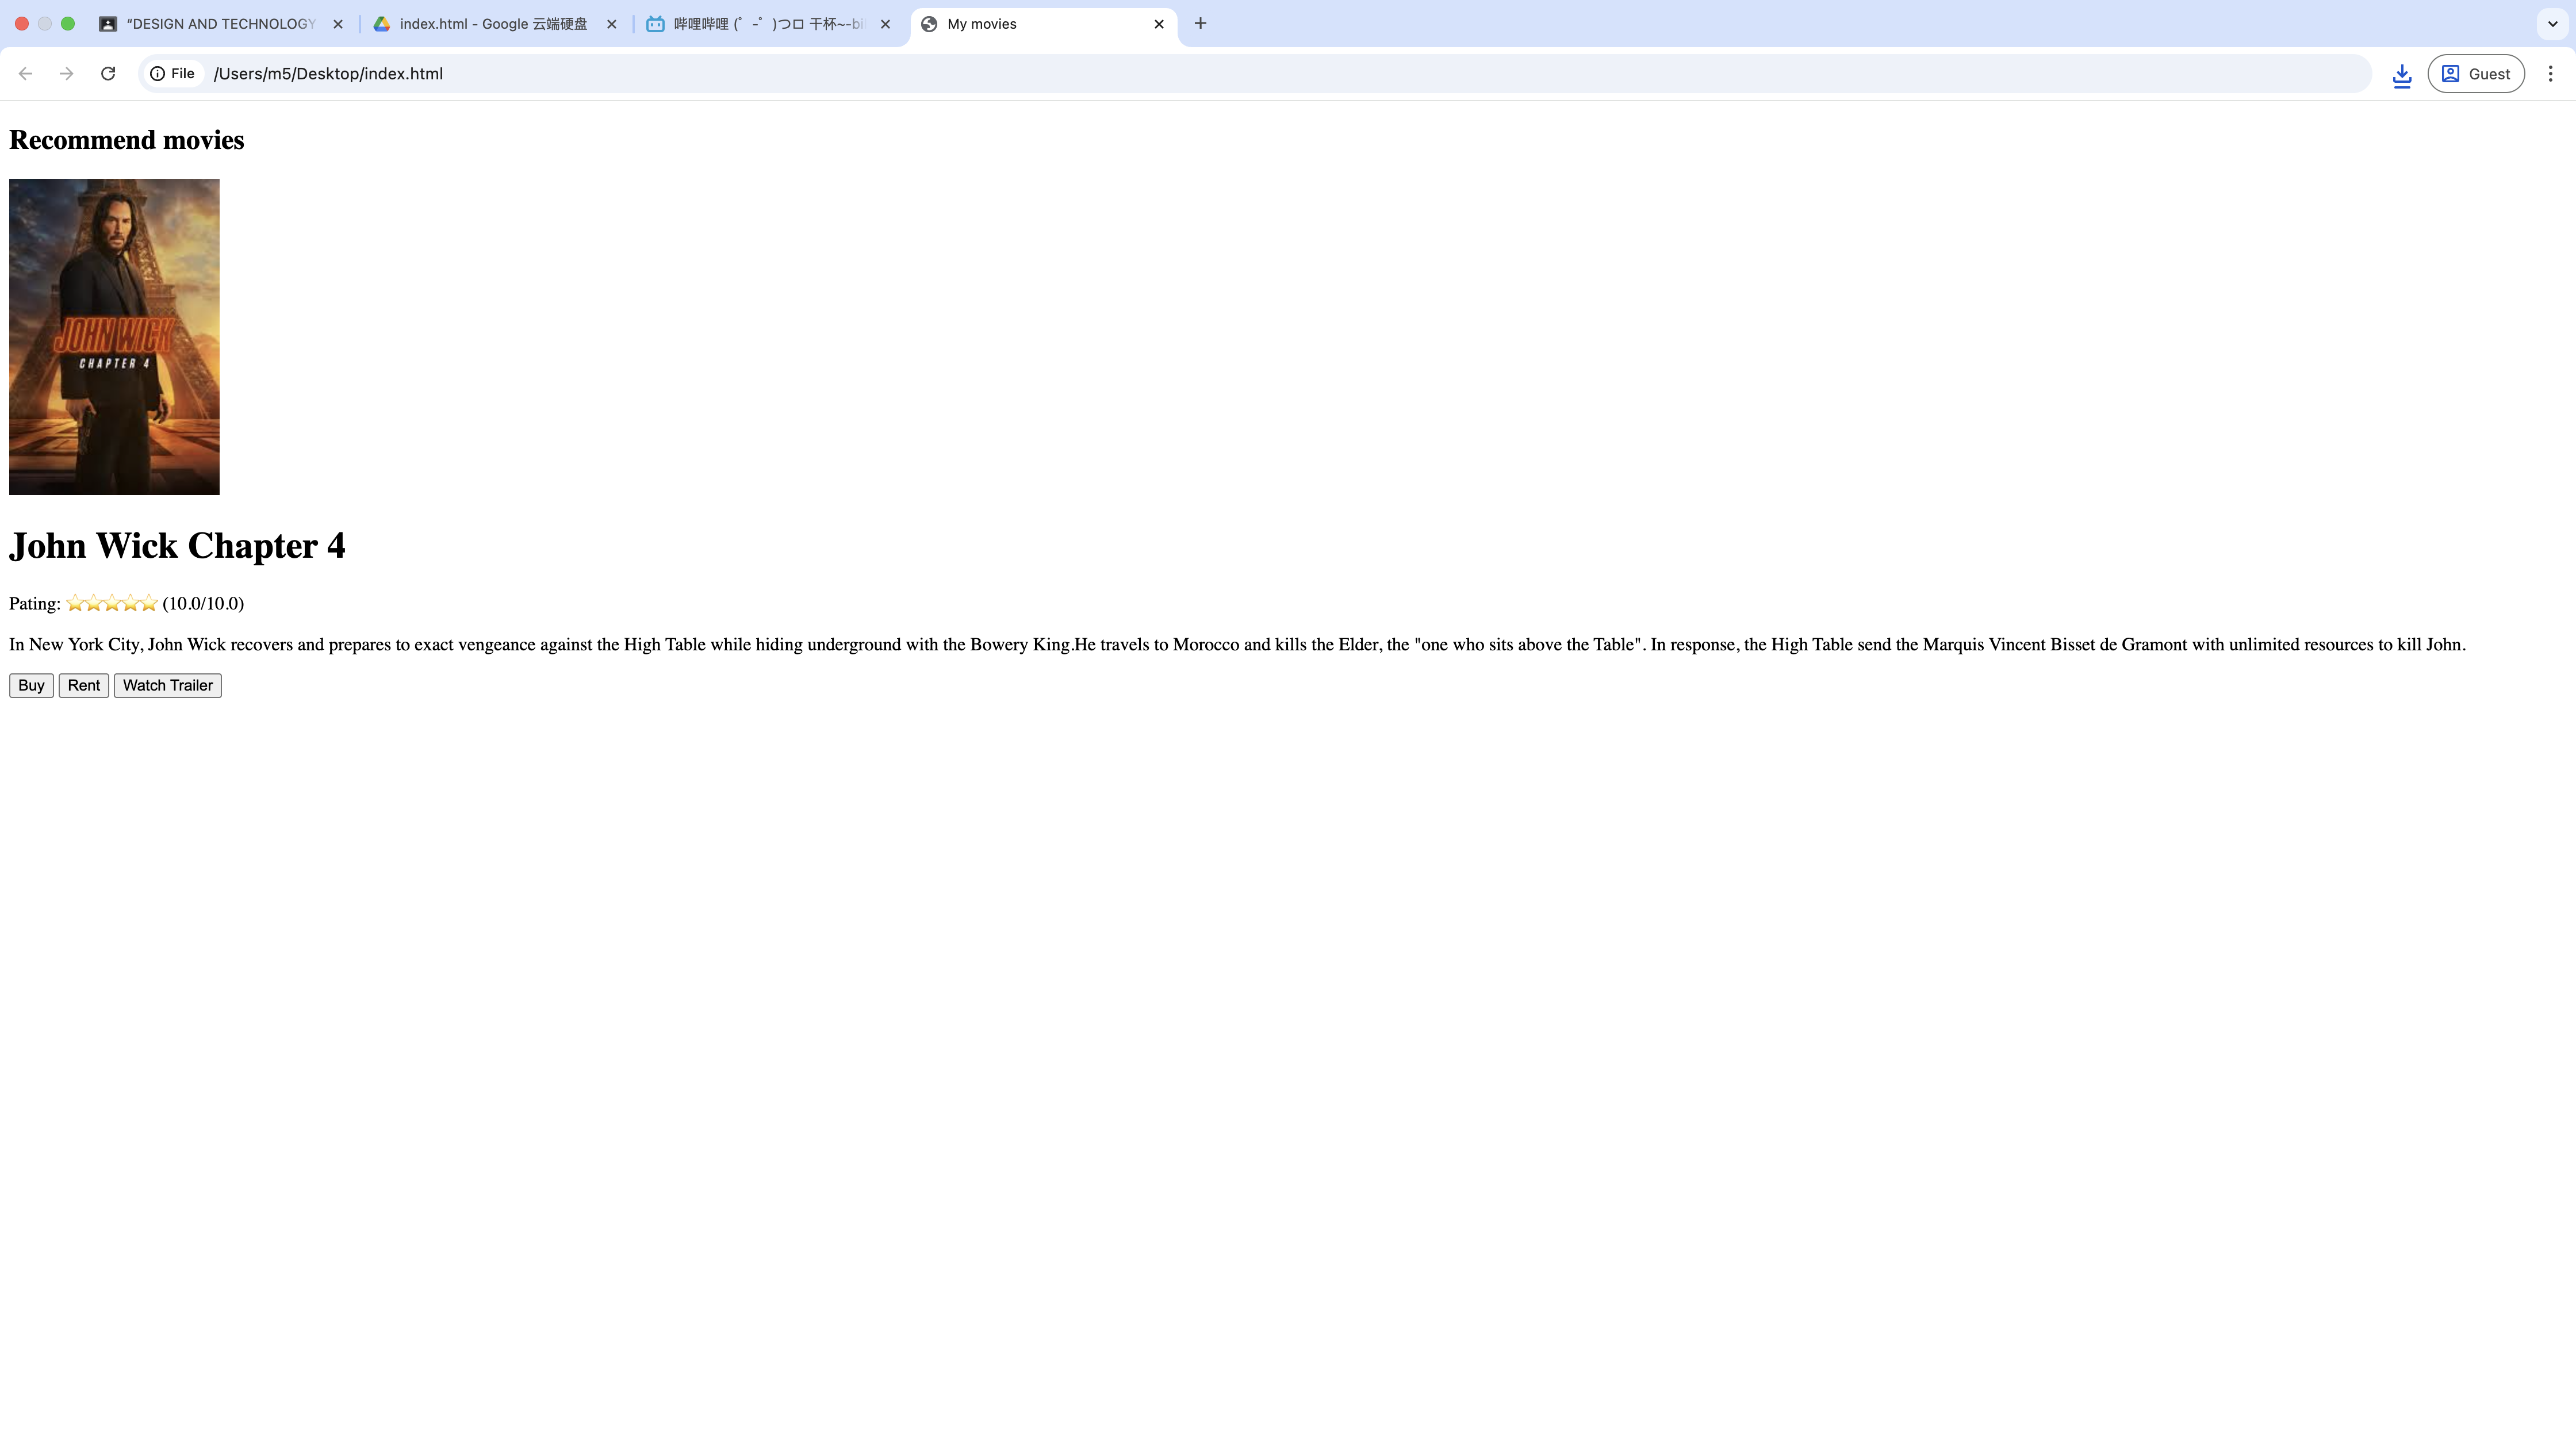 “DESIGN AND TECHNOLOGY
index.html - Google 云端硬盘
哔哩哔哩 (゜-゜)つロ 干杯~-bi
My movies
File
/Users/m5/Desktop/index.html
Guest
Recommend movies
JOHN WICK
CHAPTER 4
John Wick Chapter 4
Pating: ⭐⭐⭐⭐⭐ (10.0/10.0)
In New York City, John Wick recovers and prepares to exact vengeance against the High Table while hiding underground with the Bowery King.He travels to Morocco and kills the Elder, the "one who sits above the Table". In response, the High Table send the Marquis Vincent Bisset de Gramont with unlimited resources to kill John.
Buy Rent Watch Trailer